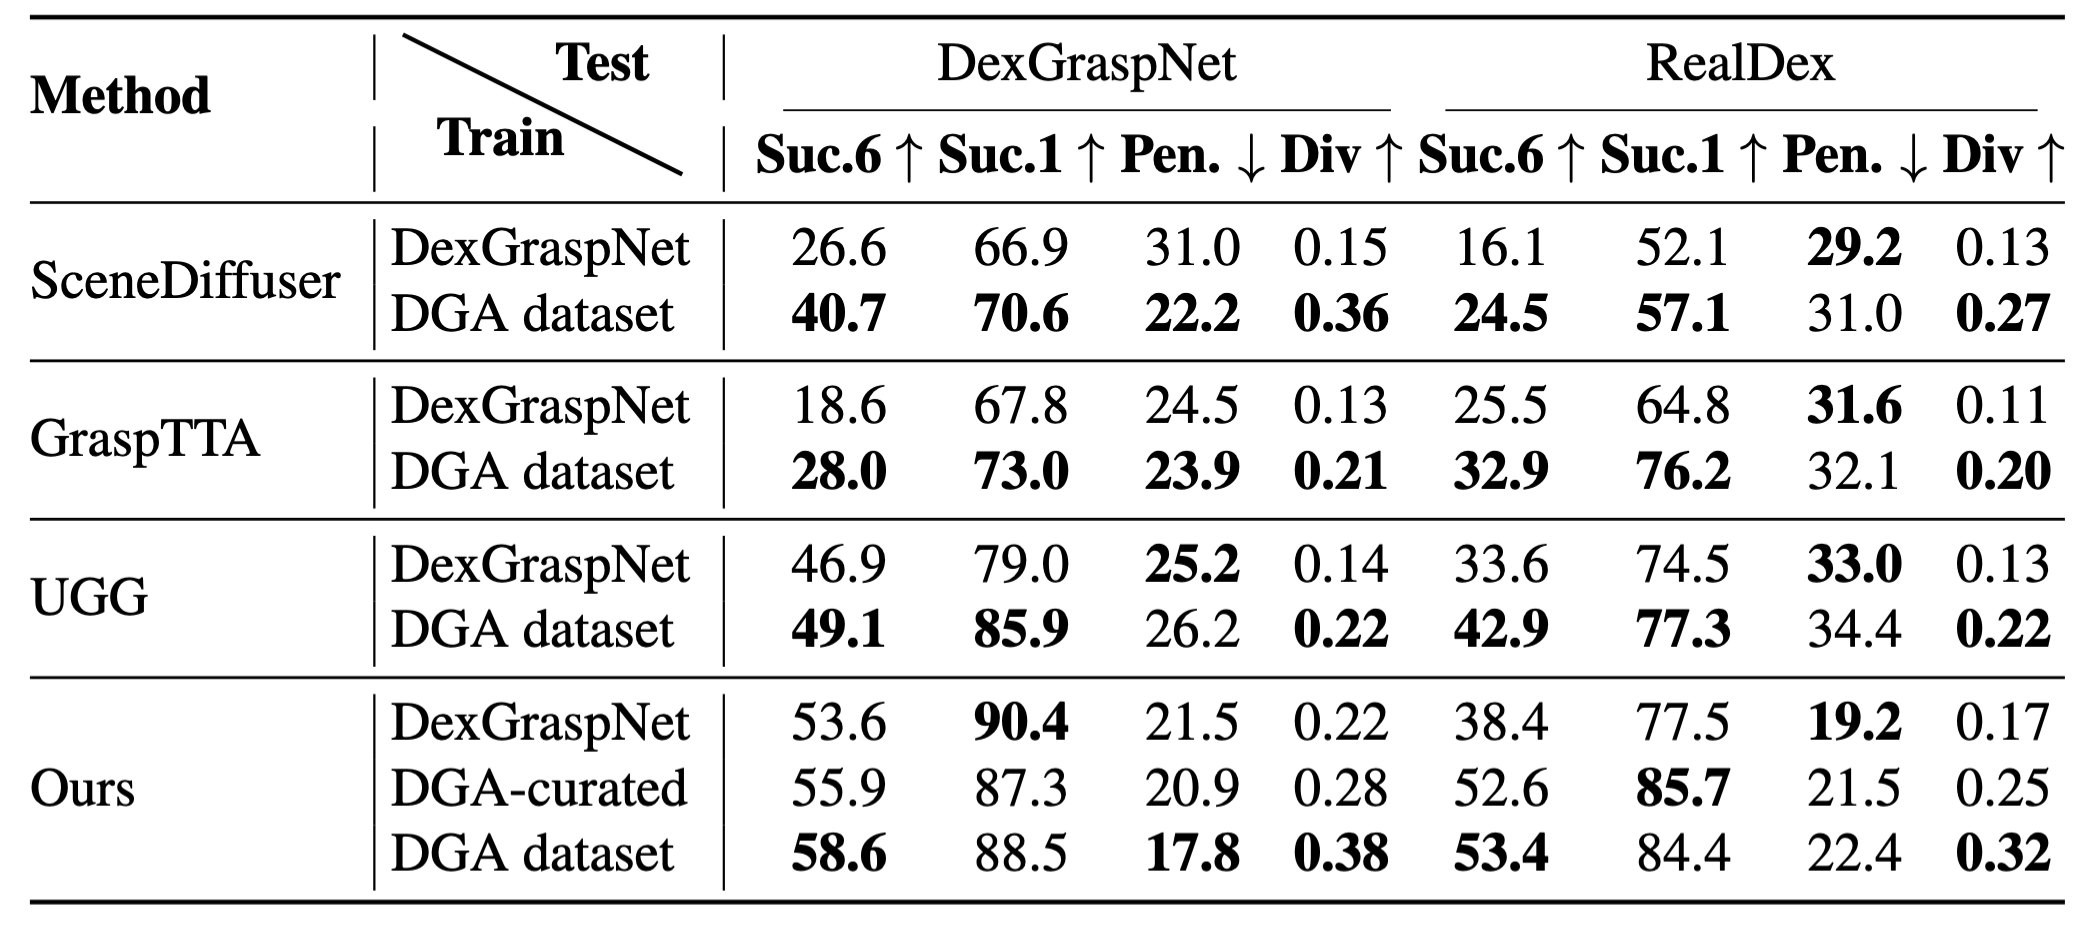 Method Test DexGraspNet RealDex
Train Suc.6 ↑ Suc.1 ↑ Pen. ↓ Div ↑ Suc.6 ↑ Suc.1 ↑ Pen. ↓ Div ↑
SceneDiffuser DexGraspNet 26.6 66.9 31.0 0.15 16.1 52.1 29.2 0.13
DGA dataset 40.7 70.6 22.2 0.36 24.5 57.1 31.0 0.27
GraspTTA DexGraspNet 18.6 67.8 24.5 0.13 25.5 64.8 31.6 0.11
DGA dataset 28.0 73.0 23.9 0.21 32.9 76.2 32.1 0.20
UGG DexGraspNet 46.9 79.0 25.2 0.14 33.6 74.5 33.0 0.13
DGA dataset 49.1 85.9 26.2 0.22 42.9 77.3 34.4 0.22
DexGraspNet 53.6 90.4 21.5 0.22 38.4 77.5 19.2 0.17
Ours DGA-curated 55.9 87.3 20.9 0.28 52.6 85.7 21.5 0.25
DGA dataset 58.6 88.5 17.8 0.38 53.4 84.4 22.4 0.32